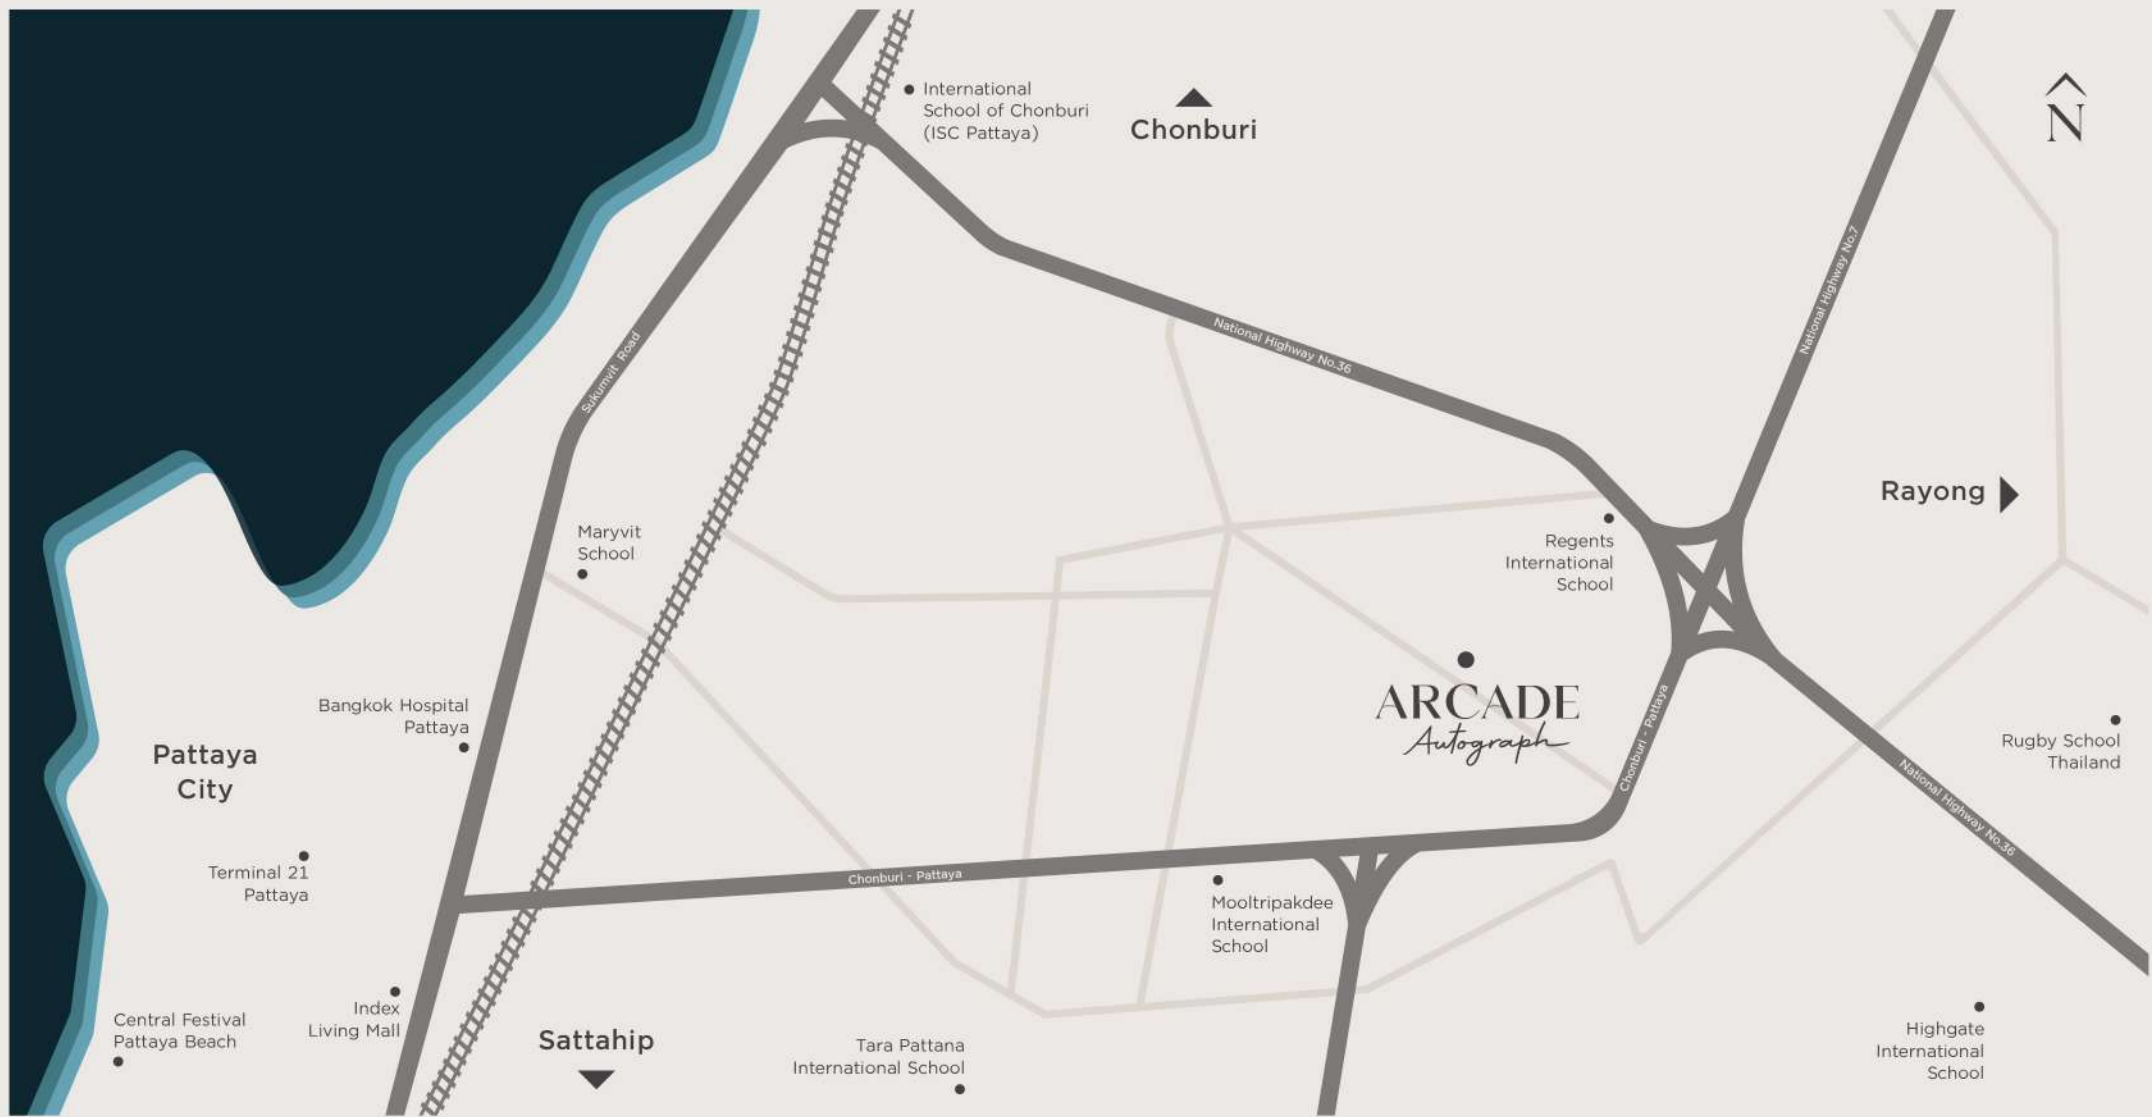 International
School of Chonburi
(ISC Pattaya)
Chonburi
N
National Highway No.7
National Highway No.36
Sukumvit Road
Rayong
Maryvit
School
Regents
International
School
ARCADE
Autograph
Chonburi - Pattaya
Bangkok Hospital
Pattaya
Pattaya
City
Rugby School
Thailand
National Highway No.36
Terminal 21
Pattaya
Chonburi - Pattaya
Mooltripakdee
International
School
Index
Living Mall
Central Festival
Pattaya Beach
Sattahip
Tara Pattana
International School
Highgate
International
School